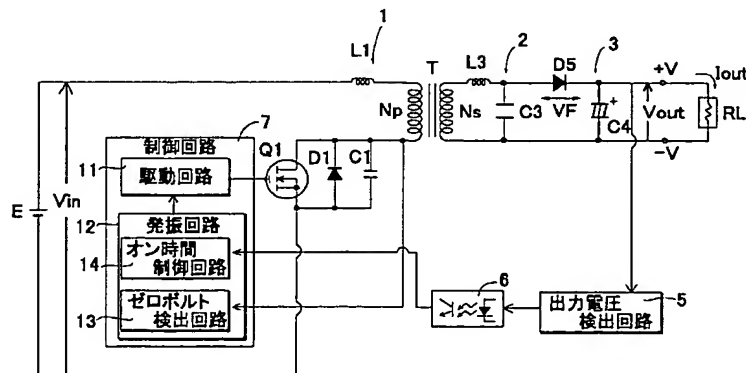 1
L1
T
L3
2
D5
3
+V
Iout
Np
Ns
C3
VF
+
C4
Vout
RL
-V
7
制御回路
Q1
D1
C1
11
駆動回路
E
Vin
12
発振回路
オン時間
14
制御回路
ゼロボルト
13
検出回路
6
出力電圧
検出回路
5